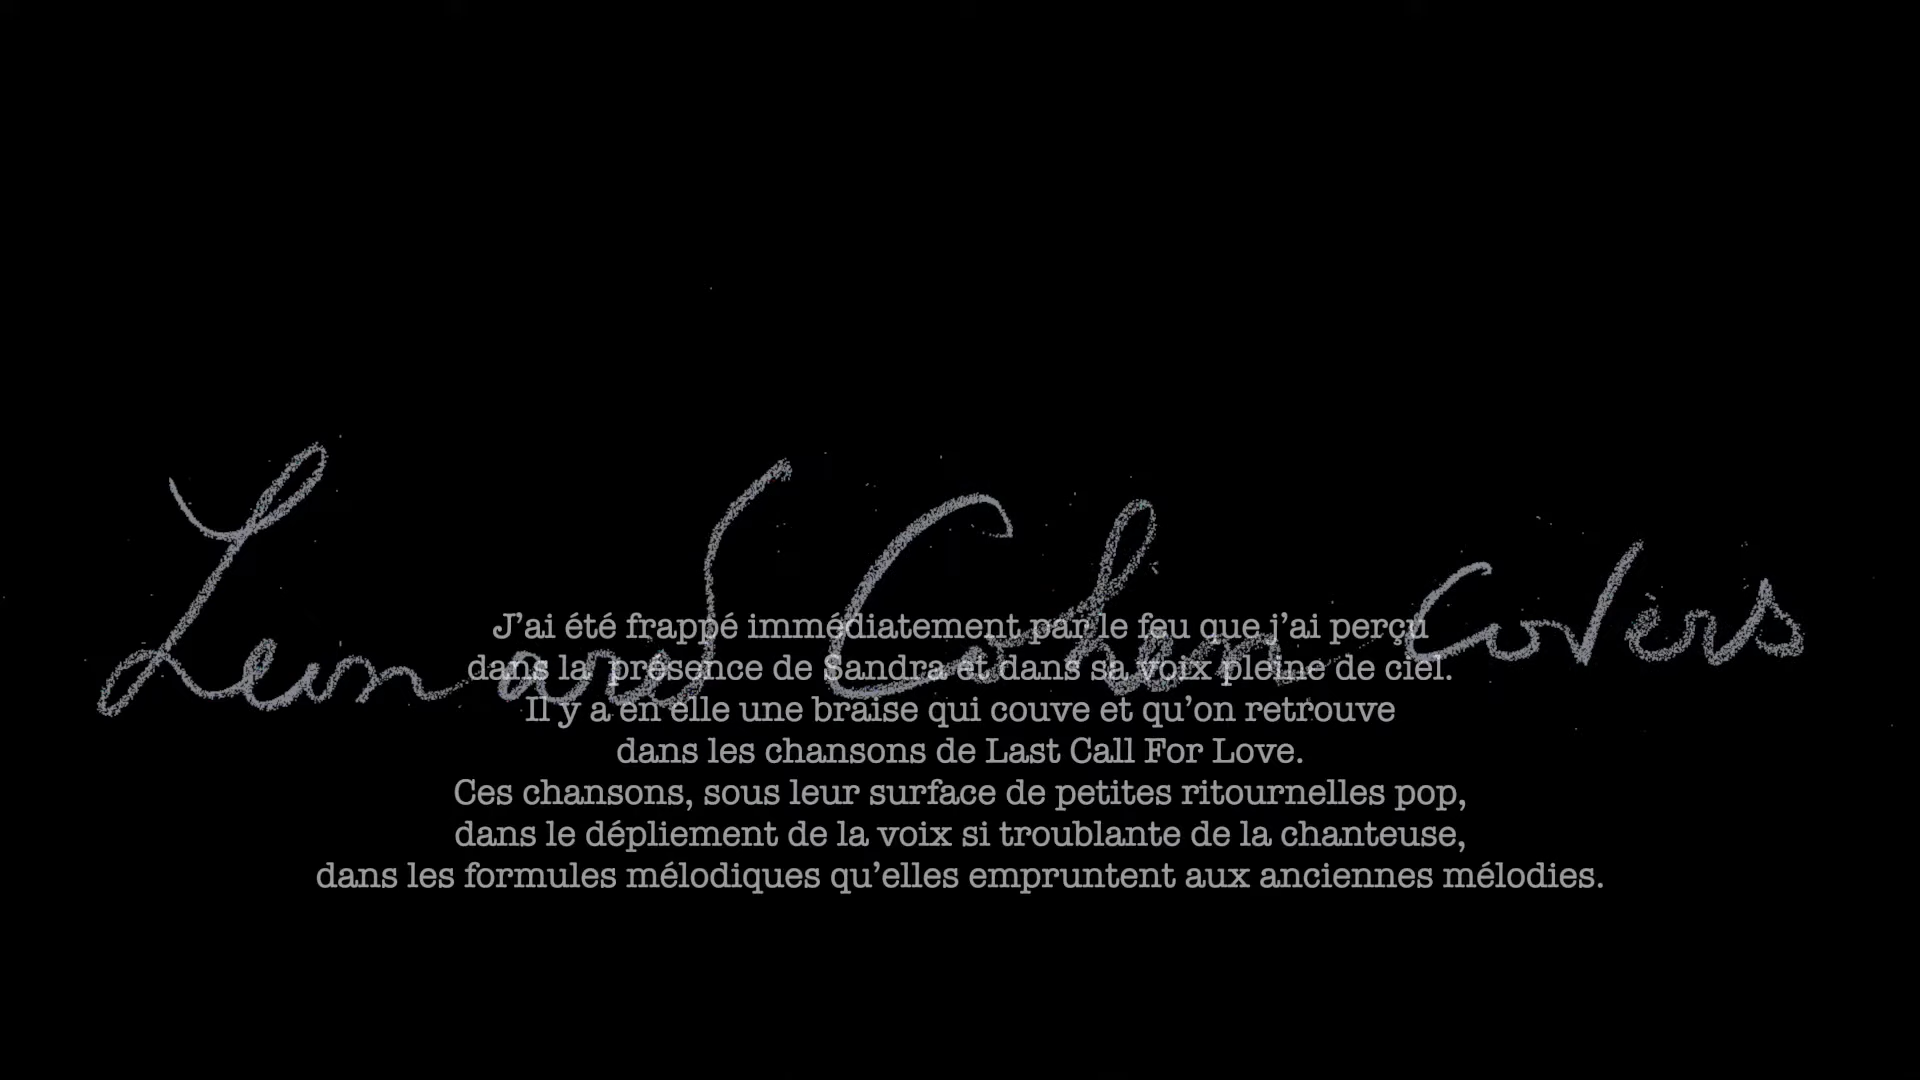 Leonard Cohen covers
J’ai été frappé immédiatement par le feu que j’ai perçu
dans la présence de Sandra et dans sa voix pleine de ciel.
Il y a en elle une braise qui couve et qu’on retrouve
dans les chansons de Last Call For Love.
Ces chansons, sous leur surface de petites ritournelles pop,
dans le dépliement de la voix si troublante de la chanteuse,
dans les formules mélodiques qu’elles empruntent aux anciennes mélodies.